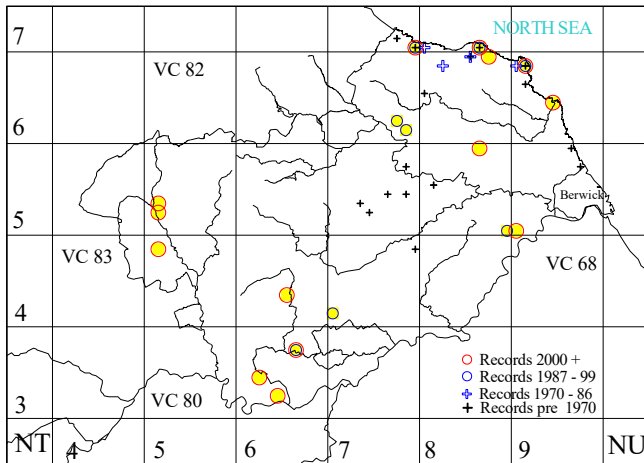 NORTH SEA
7
VC 82
6
Berwick
5
VC 83
VC 68
4
Records 2000 +
Records 1987 - 99
Records 1970 - 86
VC 80
Records pre 1970
3
NT 4 5 6 7 8 9 NU